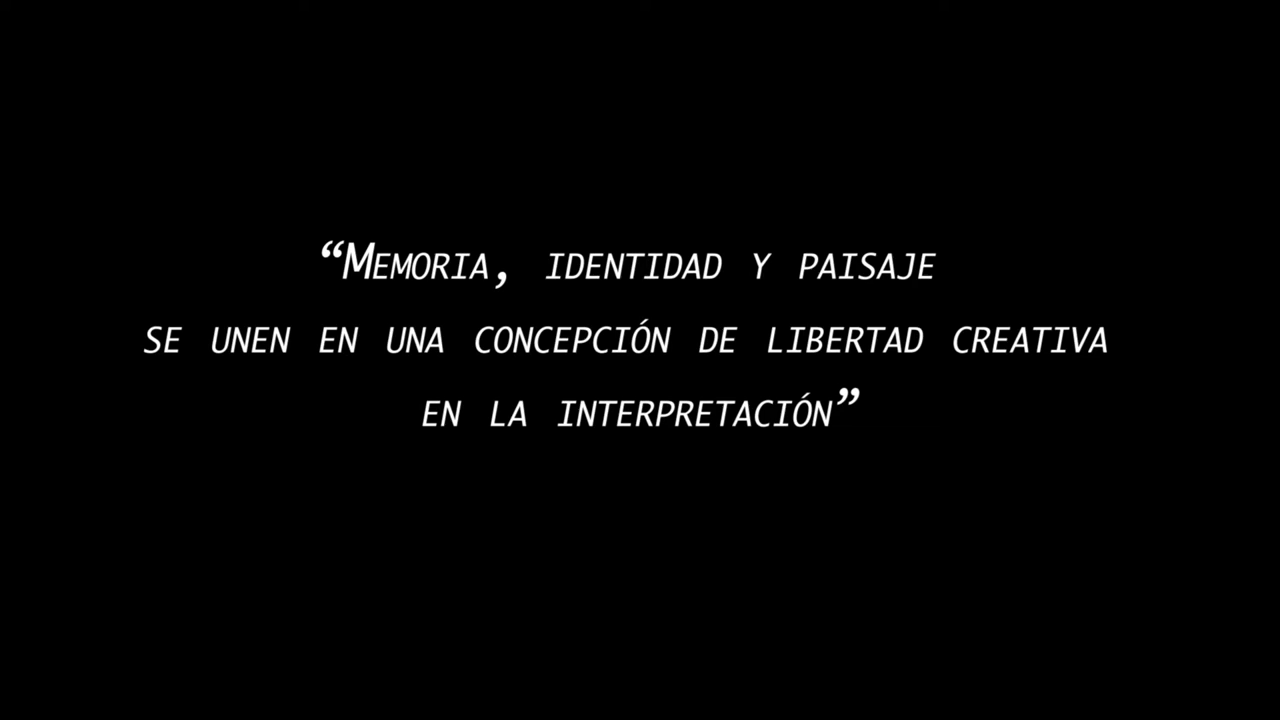 “Memoria, identidad y paisaje
se unen en una concepción de libertad creativa
en la interpretación”